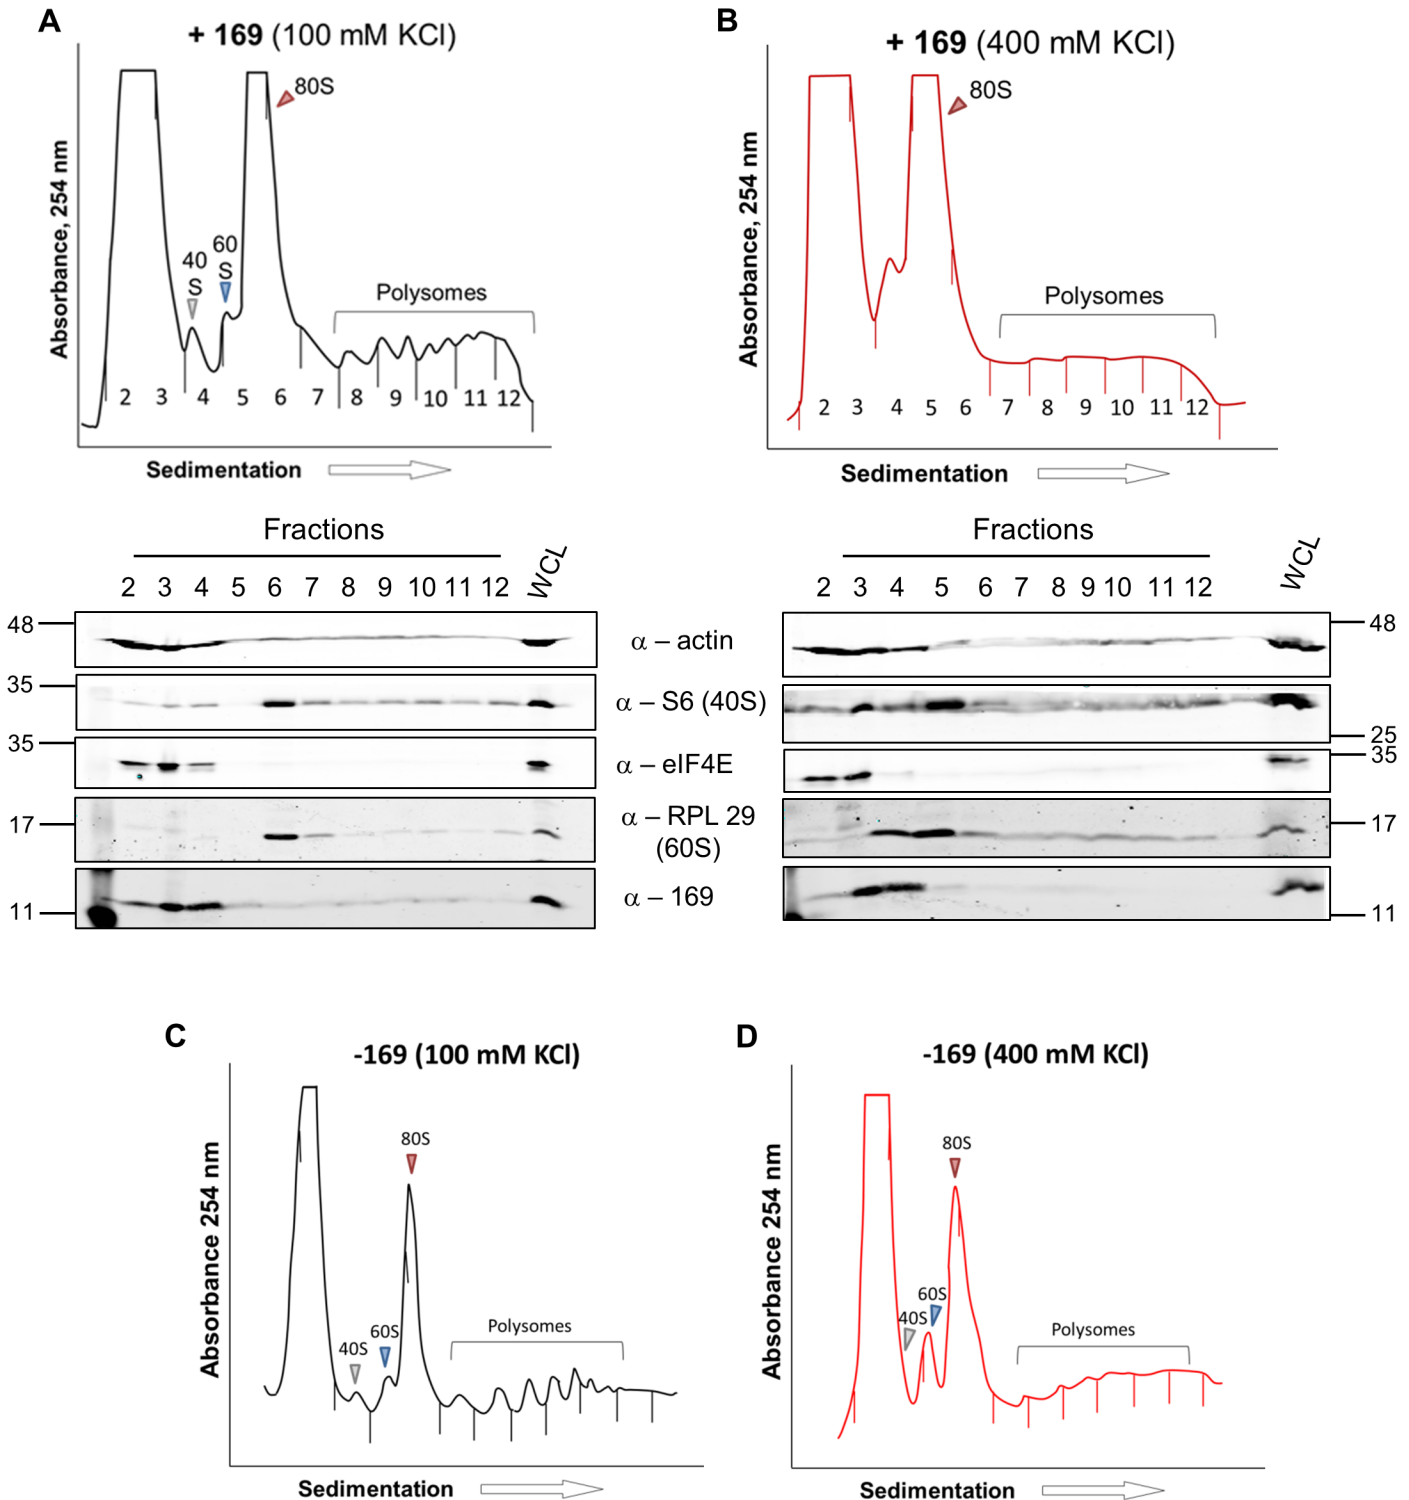 A
+ 169 (100 mM KCl)
Absorbance, 254 nm
80S
40
S
60
S
Polysomes
2 3 4 5 6 7 8 9 10 11 12
Sedimentation
B
+ 169 (400 mM KCl)
Absorbance, 254 nm
80S
Polysomes
2 3 4 5 6 7 8 9 10 11 12
Sedimentation
Fractions
2 3 4 5 6 7 8 9 10 11 12 WCL
48
35
35
17
11
α – actin
α – S6 (40S)
α – eIF4E
α – RPL 29
(60S)
α – 169
Fractions
2 3 4 5 6 7 8 9 10 11 12 WCL
48
25
35
17
11
C
-169 (100 mM KCl)
Absorbance 254 nm
80S
40S
60S
Polysomes
Sedimentation
D
-169 (400 mM KCl)
Absorbance 254 nm
80S
60S
40S
Polysomes
Sedimentation